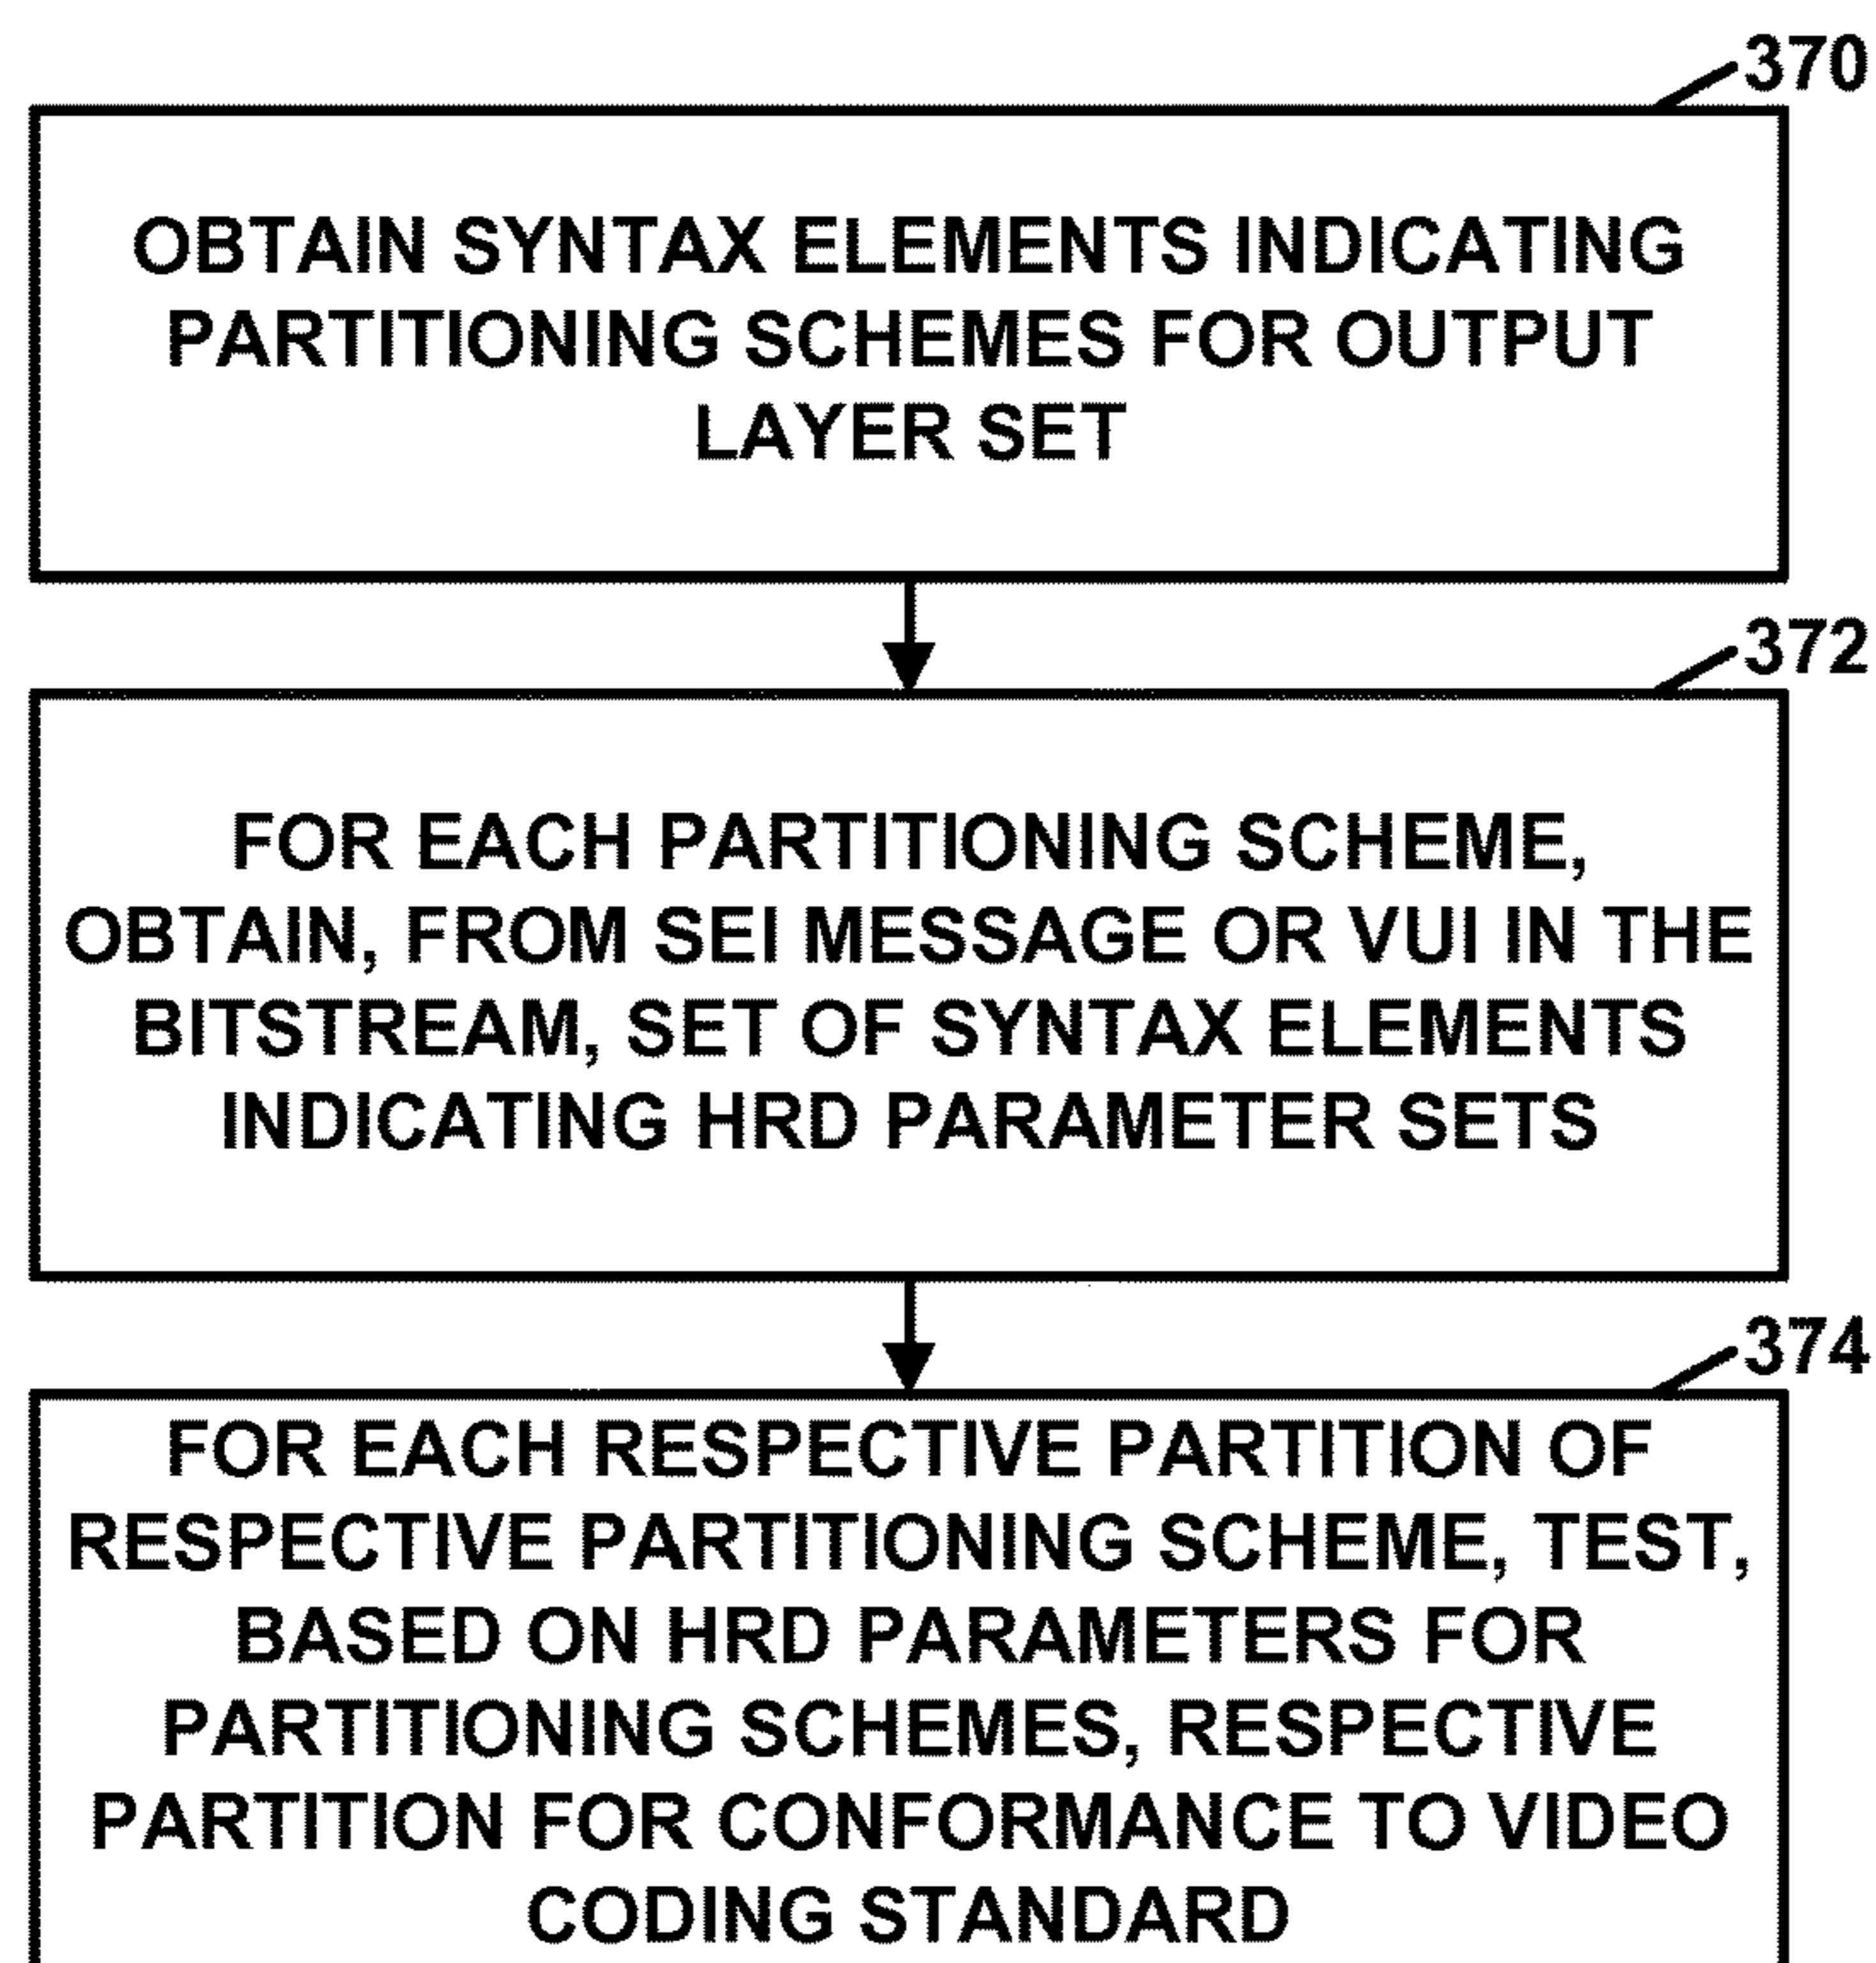 370
OBTAIN SYNTAX ELEMENTS INDICATING
PARTITIONING SCHEMES FOR OUTPUT
LAYER SET
372
FOR EACH PARTITIONING SCHEME,
OBTAIN, FROM SEI MESSAGE OR VUI IN THE
BITSTREAM, SET OF SYNTAX ELEMENTS
INDICATING HRD PARAMETER SETS
374
FOR EACH RESPECTIVE PARTITION OF
RESPECTIVE PARTITIONING SCHEME, TEST,
BASED ON HRD PARAMETERS FOR
PARTITIONING SCHEMES, RESPECTIVE
PARTITION FOR CONFORMANCE TO VIDEO
CODING STANDARD